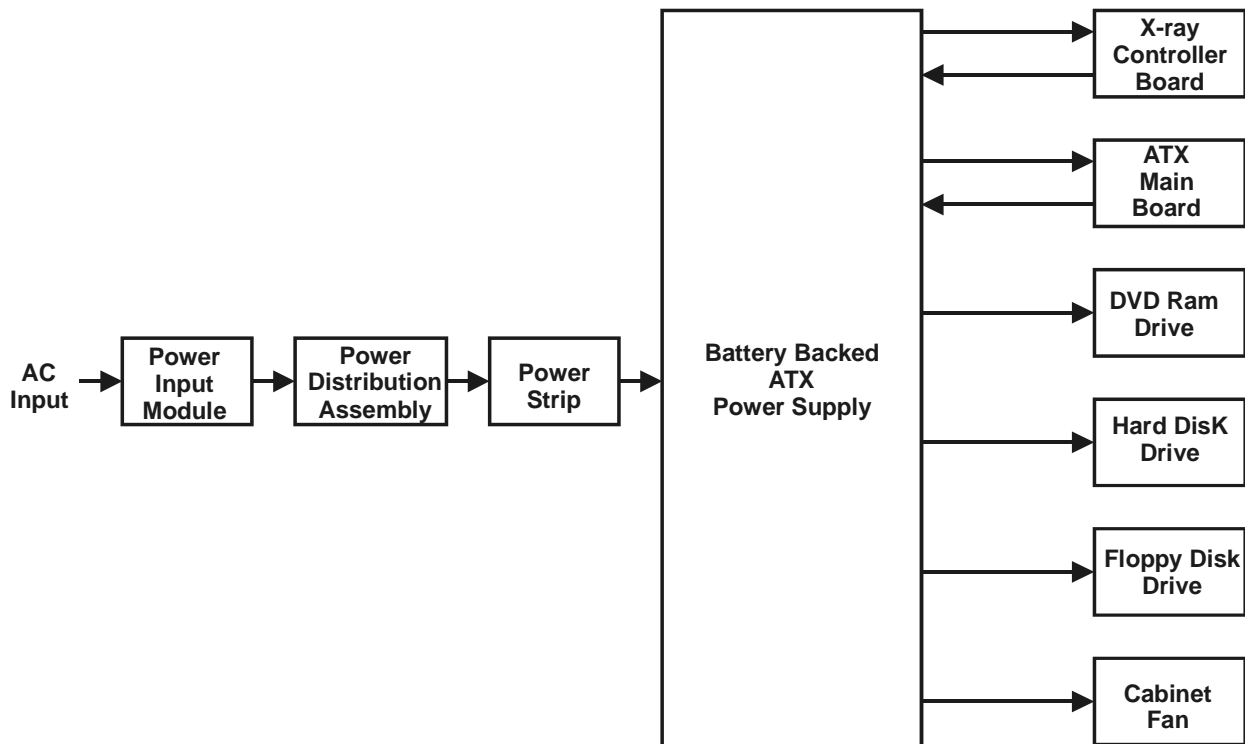 AC
Input
Power
Input
Module
Power
Distribution
Assembly
Power
Strip
Battery Backed
ATX
Power Supply
X-ray
Controller
Board
ATX
Main
Board
DVD Ram
Drive
Hard DisK
Drive
Floppy Disk
Drive
Cabinet
Fan